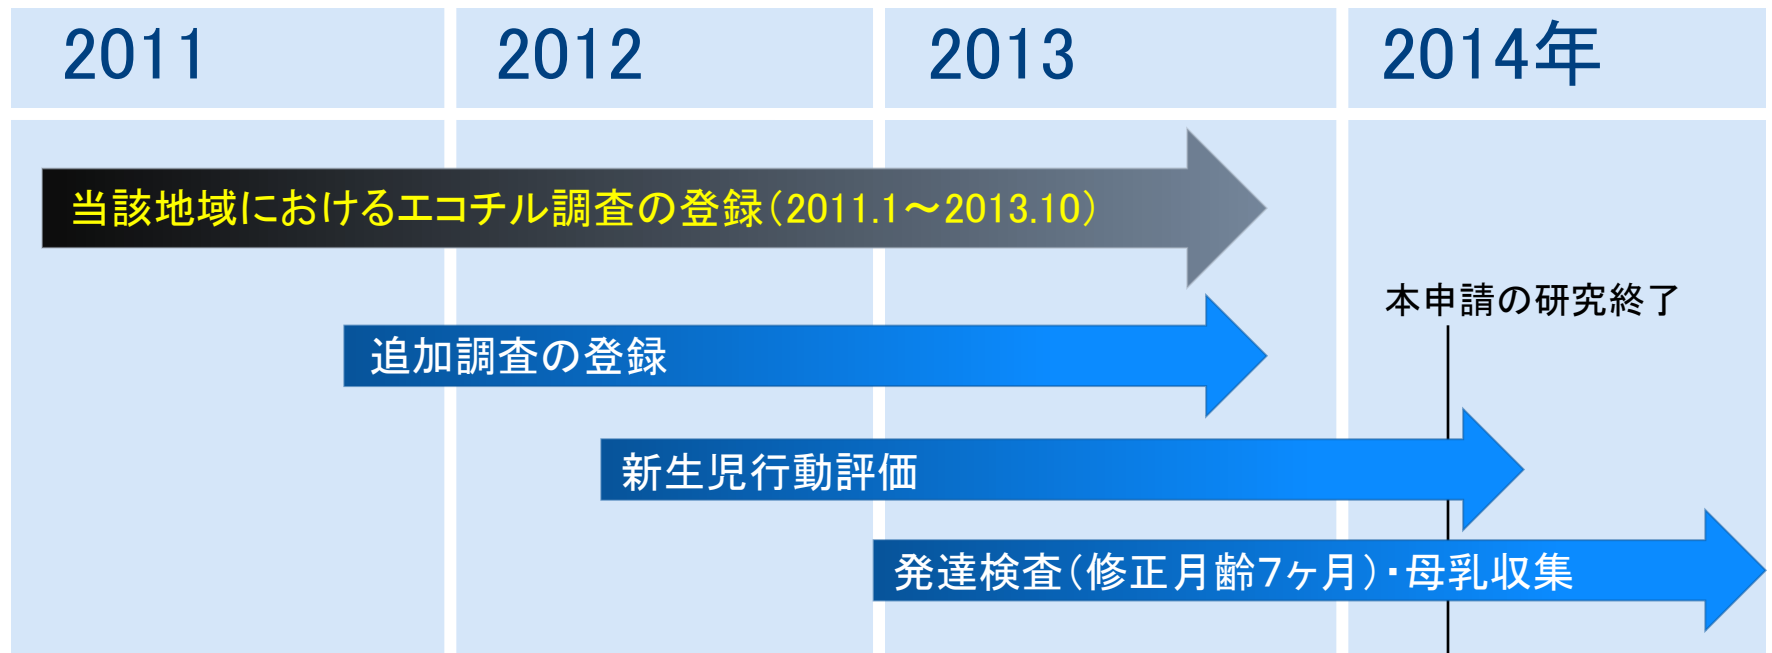 2011
2012
2013
2014年
当該地域におけるエコチル調査の登録(2011.1～2013.10)
本申請の研究終了
追加調査の登録
新生児行動評価
発達検査(修正月齢7ヶ月)・母乳収集